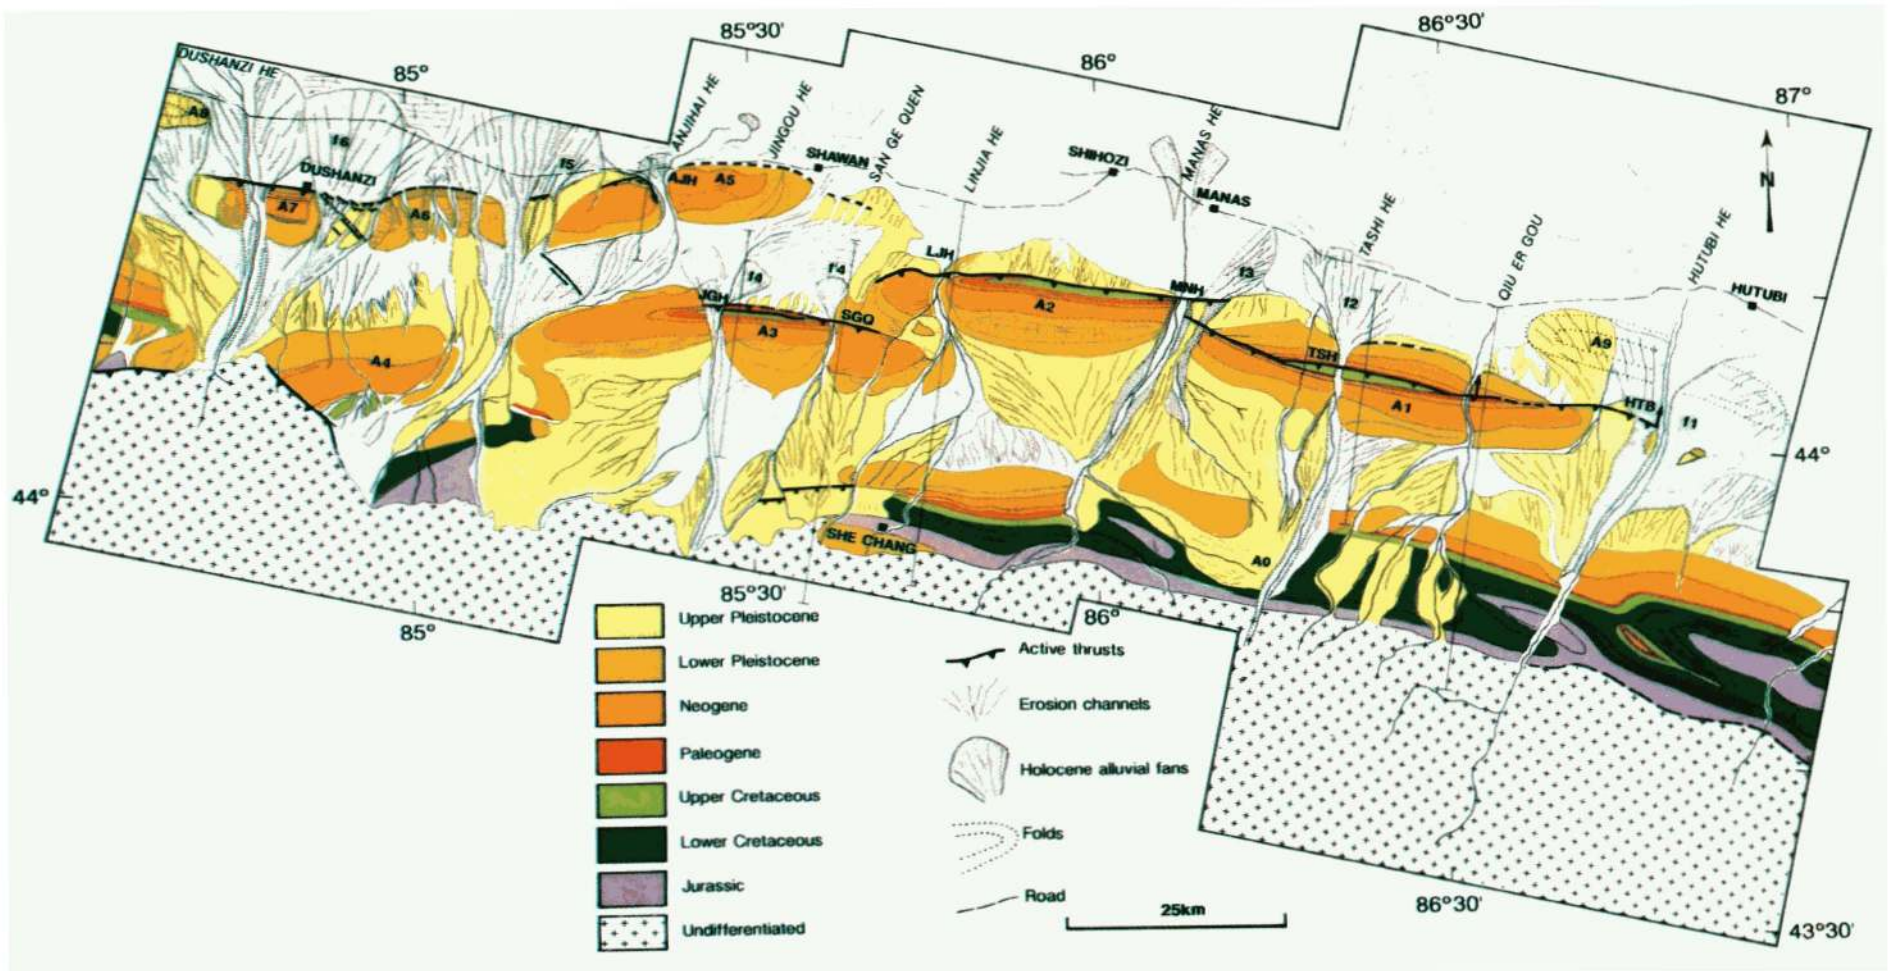 86°30'
85°30'
86°
87°
85°
DUSHANZI HE
ANJIHAI HE
JINGOU HE
SAN GE QUEN
LINJIA HE
MANAS HE
TASHI HE
QIU ER GOU
HUTUBI HE
N
A8
f6
f5
DUSHANZI
SHAWAN
SHIHOZI
MANAS
HUTUBI
AJH
A5
A7
A6
LJH
f4
f4
f3
MNH
f2
JGH
A3
SGQ
A2
A9
TSH
A4
A1
HTB
f1
44°
44°
SHE CHANG
A0
85°
85°30'
86°
86°30'
43°30'
Upper Pleistocene
Lower Pleistocene
Neogene
Paleogene
Upper Cretaceous
Lower Cretaceous
Jurassic
Undifferentiated
Active thrusts
Erosion channels
Holocene alluvial fans
Folds
Road
25km